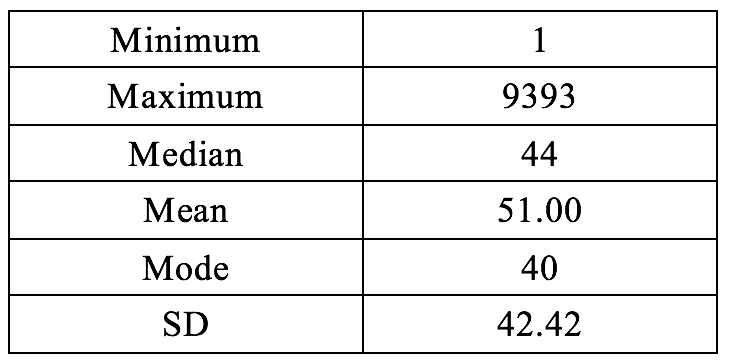 Minimum 1
Maximum 9393
Median 44
Mean 51.00
Mode 40
SD 42.42